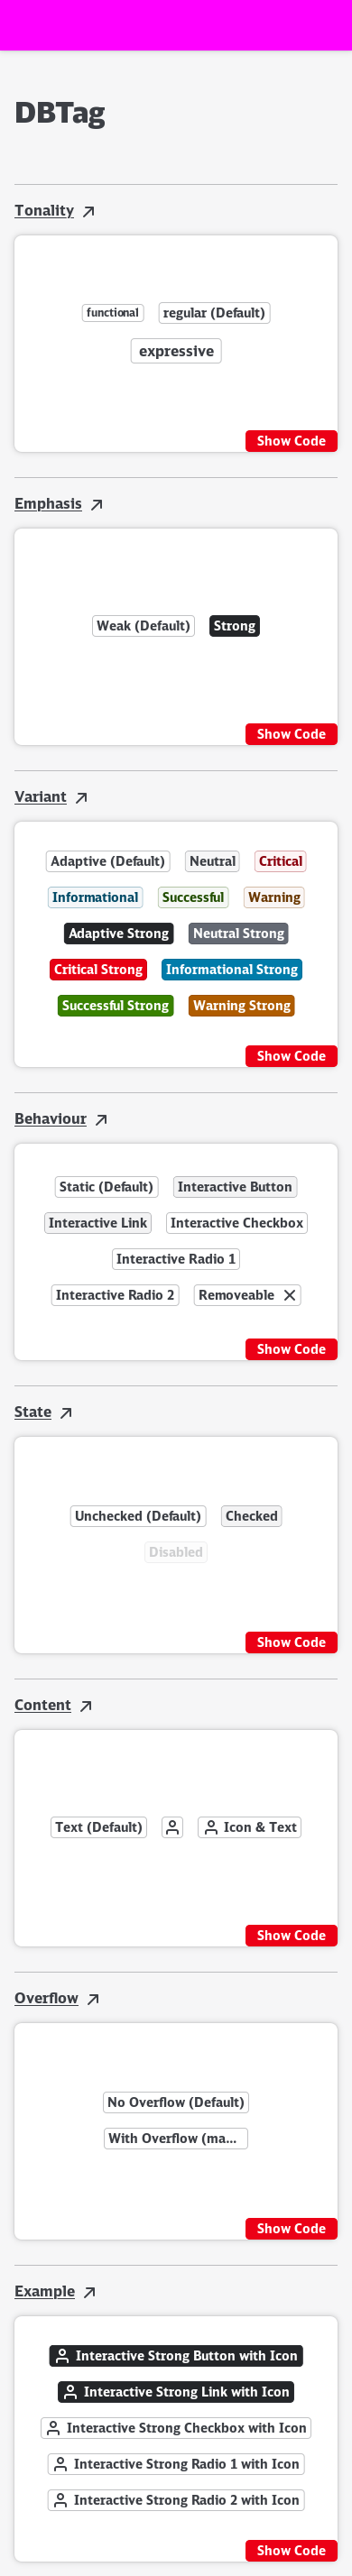 DBTag
Tonality
functional regular (Default)
expressive
Show Code
Emphasis
Weak (Default) Strong
Show Code
Variant
Adaptive (Default) Neutral Critical
Informational Successful Warning
Adaptive Strong Neutral Strong
Critical Strong Informational Strong
Successful Strong Warning Strong
Show Code
Behaviour
Static (Default) Interactive Button
Interactive Link Interactive Checkbox
Interactive Radio 1
Interactive Radio 2 Removeable
Show Code
State
Unchecked (Default) Checked
Disabled
Show Code
Content
Text (Default) Icon & Text
Show Code
Overflow
No Overflow (Default)
With Overflow (ma...
Show Code
Example
Interactive Strong Button with Icon
Interactive Strong Link with Icon
Interactive Strong Checkbox with Icon
Interactive Strong Radio 1 with Icon
Interactive Strong Radio 2 with Icon
Show Code